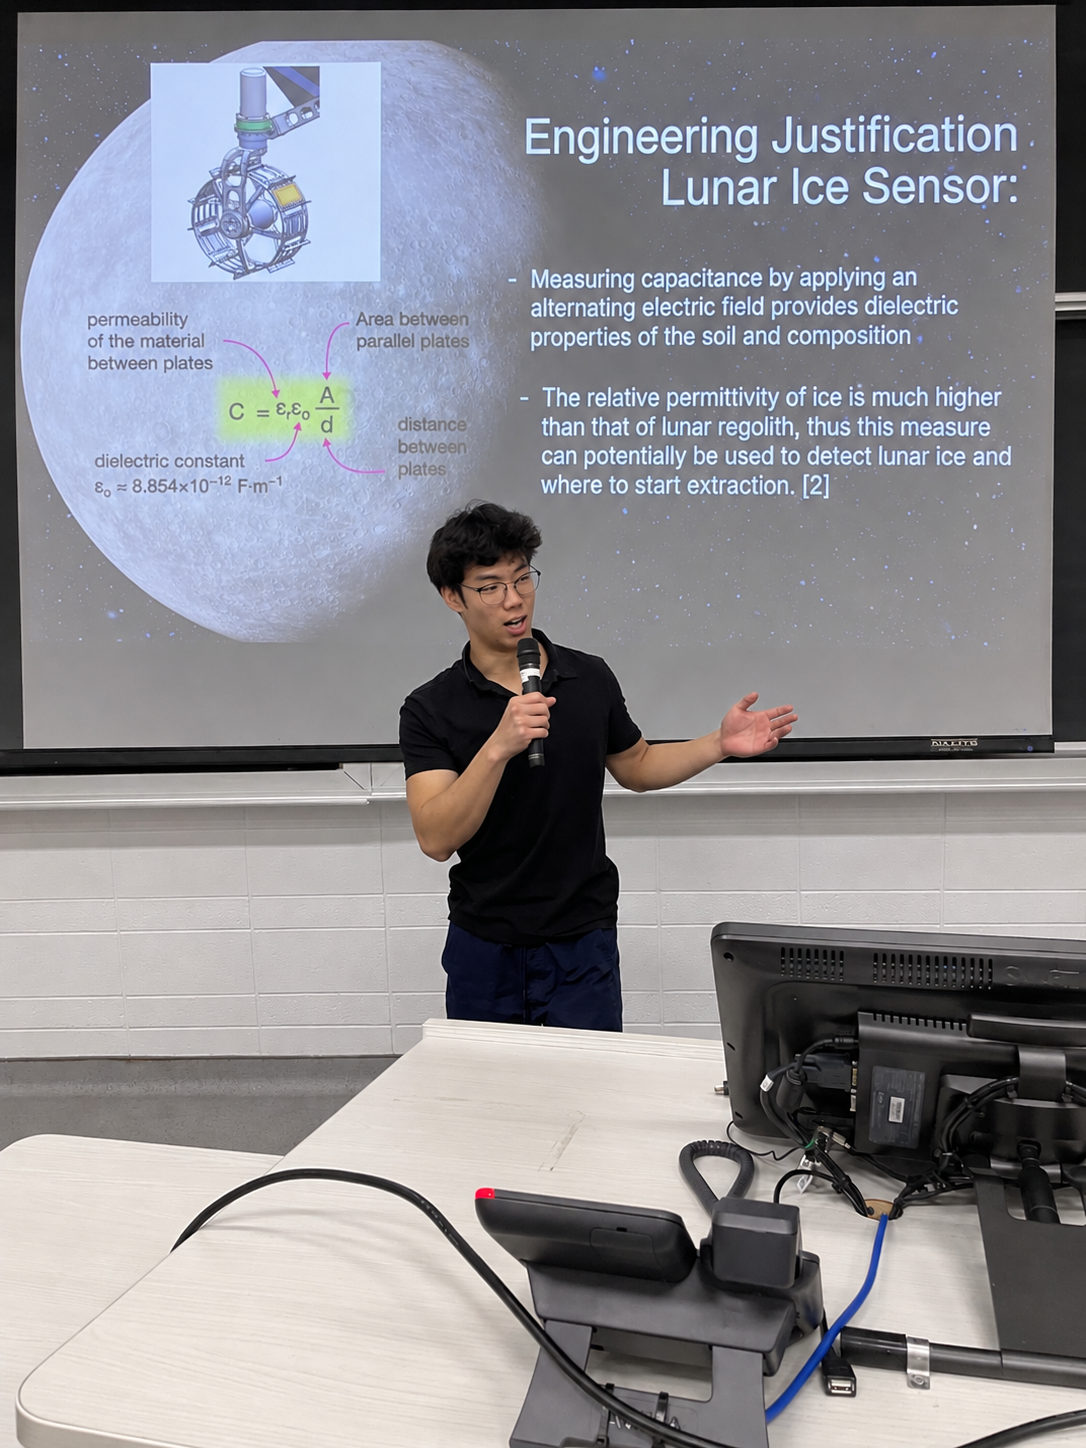 Engineering Justification
Lunar Ice Sensor:
- Measuring capacitance by applying an
alternating electric field provides dielectric
properties of the soil and composition
- The relative permittivity of ice is much higher
than that of lunar regolith, thus this measure
can potentially be used to detect lunar ice and
where to start extraction. [2]
permeability
of the material
between plates
Area between
parallel plates
C = εrε₀ A/d
distance
between
plates
dielectric constant
ε₀ ≈ 8.854×10⁻¹² F·m⁻¹